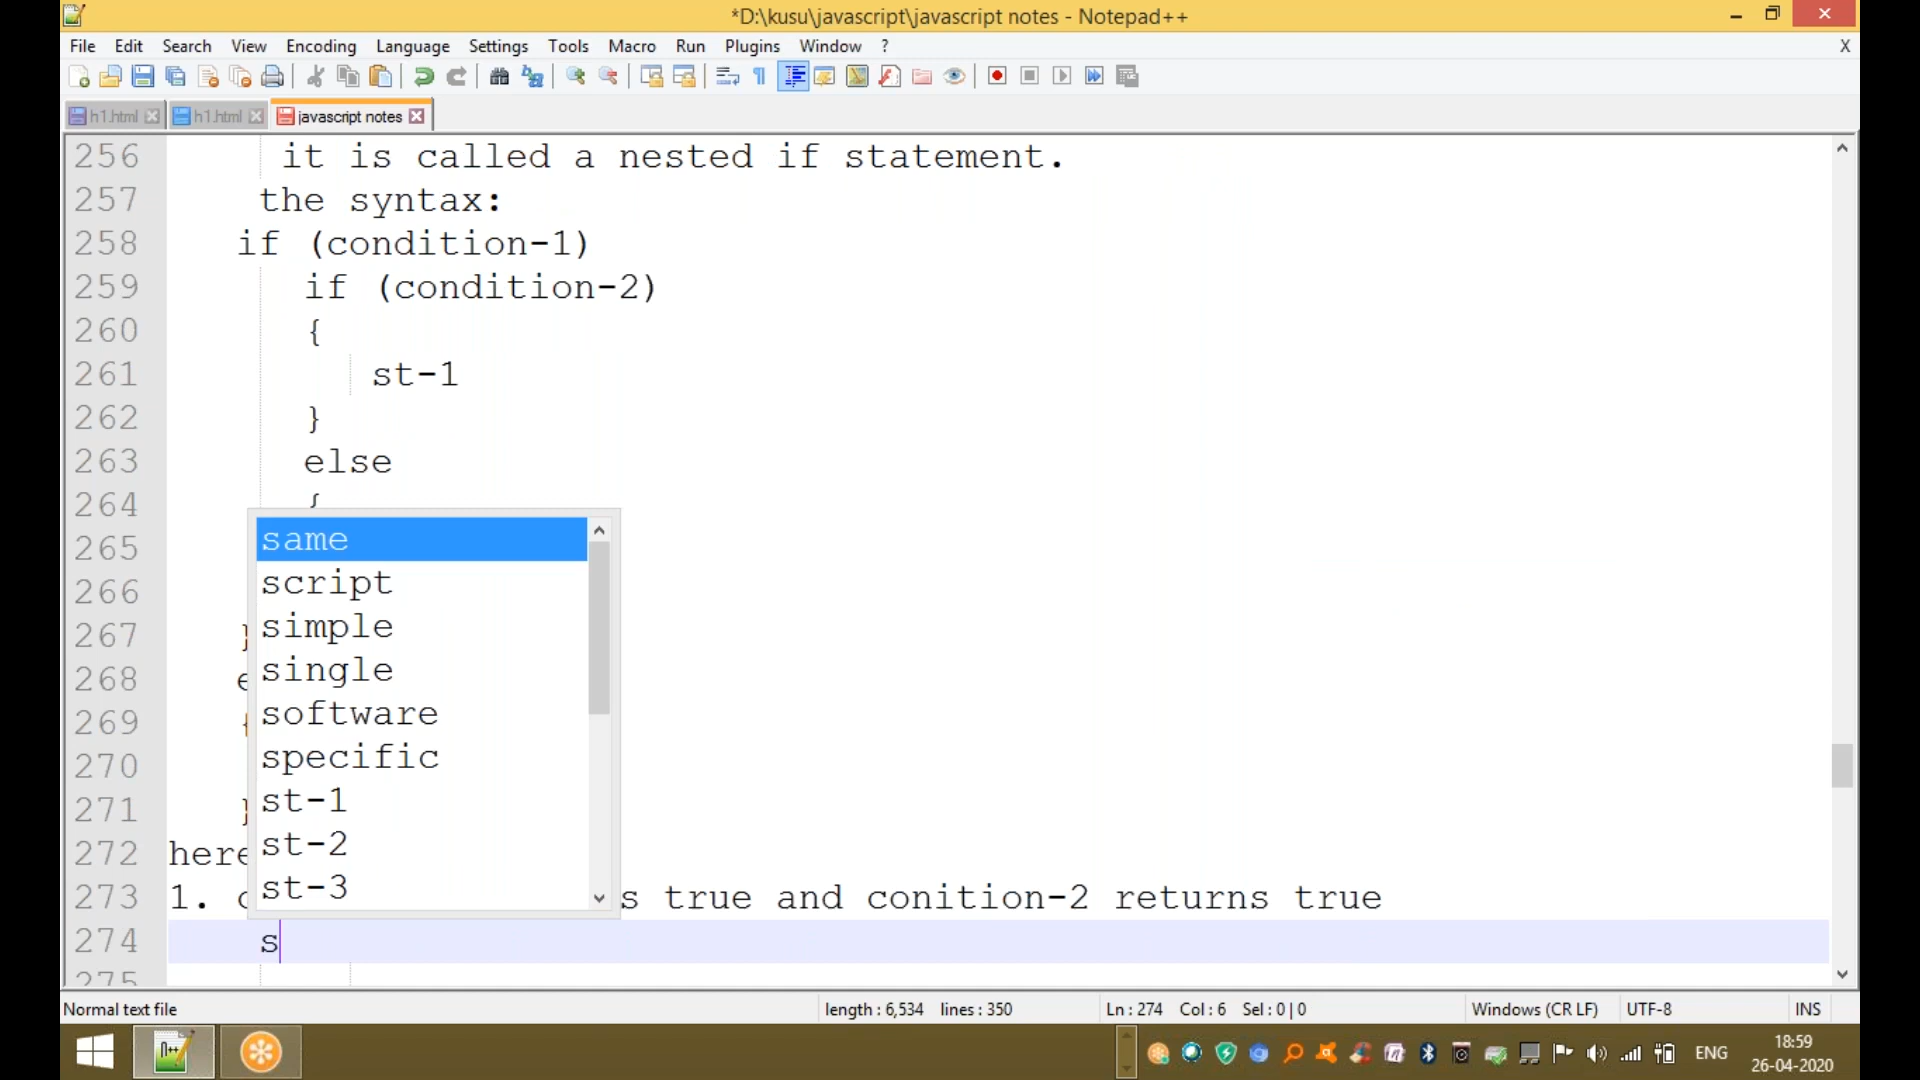 *D:\kusu\javascript\javascript notes - Notepad++
File Edit Search View Encoding Language Settings Tools Macro Run Plugins Window ? X
h1.html h1.html javascript notes
256 it is called a nested if statement.
257 the syntax:
258 if (condition-1)
259 if (condition-2)
260 {
261 st-1
262 }
263 else
264 {
265 same
266 script
267 } simple
268 e single
269 { software
270 specific
271 } st-1
272 here st-2
st-3
273 1. c s true and conition-2 returns true
274 s
275
Normal text file length : 6,534 lines : 350 Ln : 274 Col : 6 Sel : 0 | 0 Windows (CR LF) UTF-8 INS
ENG 18:59
26-04-2020